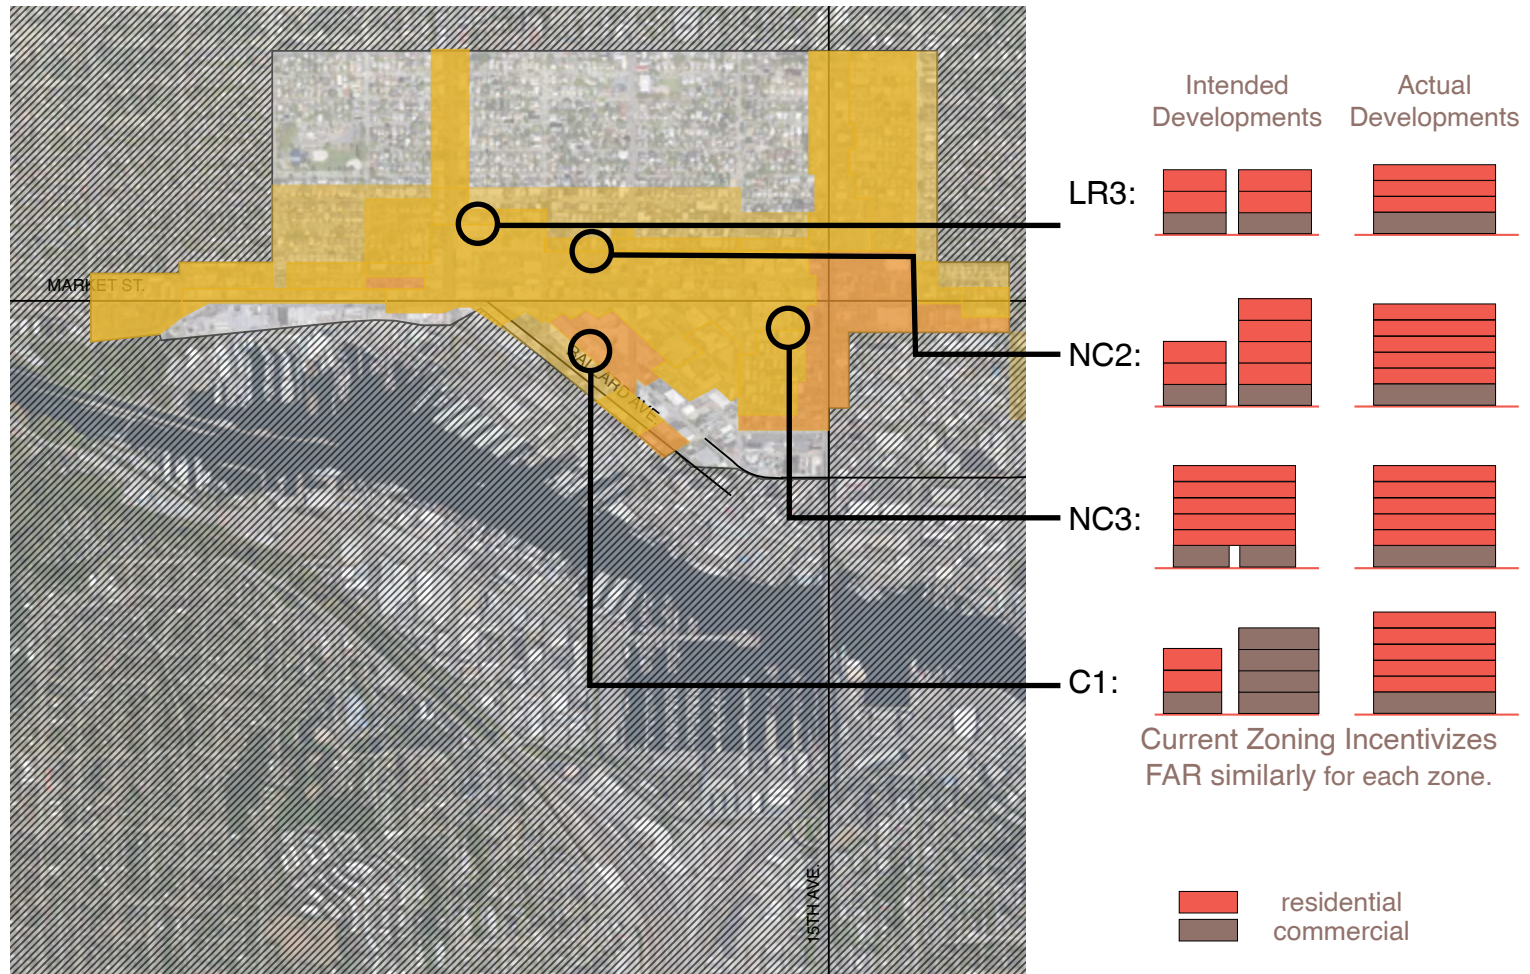 Intended
Developments
Actual
Developments
LR3:
MARKET ST.
NC2:
BALLARD AVE.
NC3:
C1:
Current Zoning Incentivizes
FAR similarly for each zone.
15TH AVE.
residential
commercial